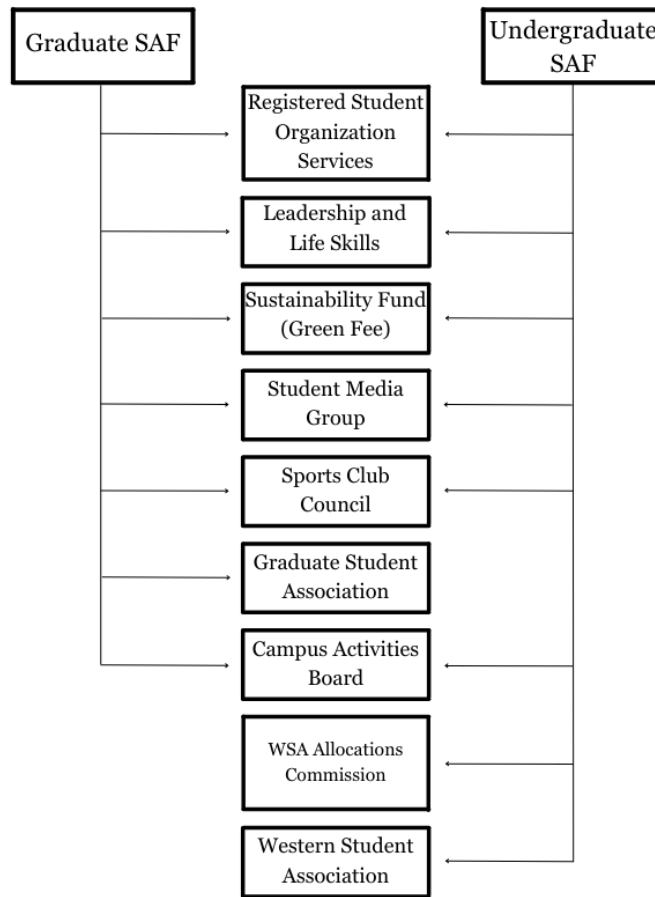 Graduate SAF
Undergraduate
SAF
Registered Student
Organization
Services
Leadership and
Life Skills
Sustainability Fund
(Green Fee)
Student Media
Group
Sports Club
Council
Graduate Student
Association
Campus Activities
Board
WSA Allocations
Commission
Western Student
Association